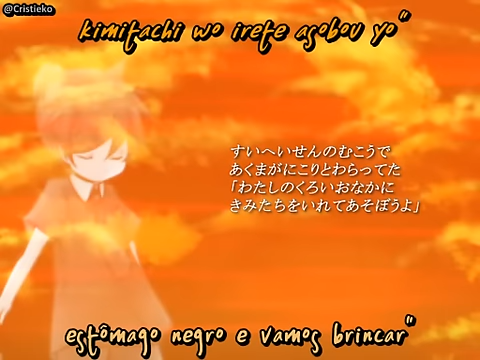 @Cristieko
kimitachi wo irete asobou yo"
すいへいせんのむこうで
あくまがにこりとわらってた
「わたしのくろいおなかに
きみたちをいれてあそぼうよ」
estômago negro e vamos brincar"